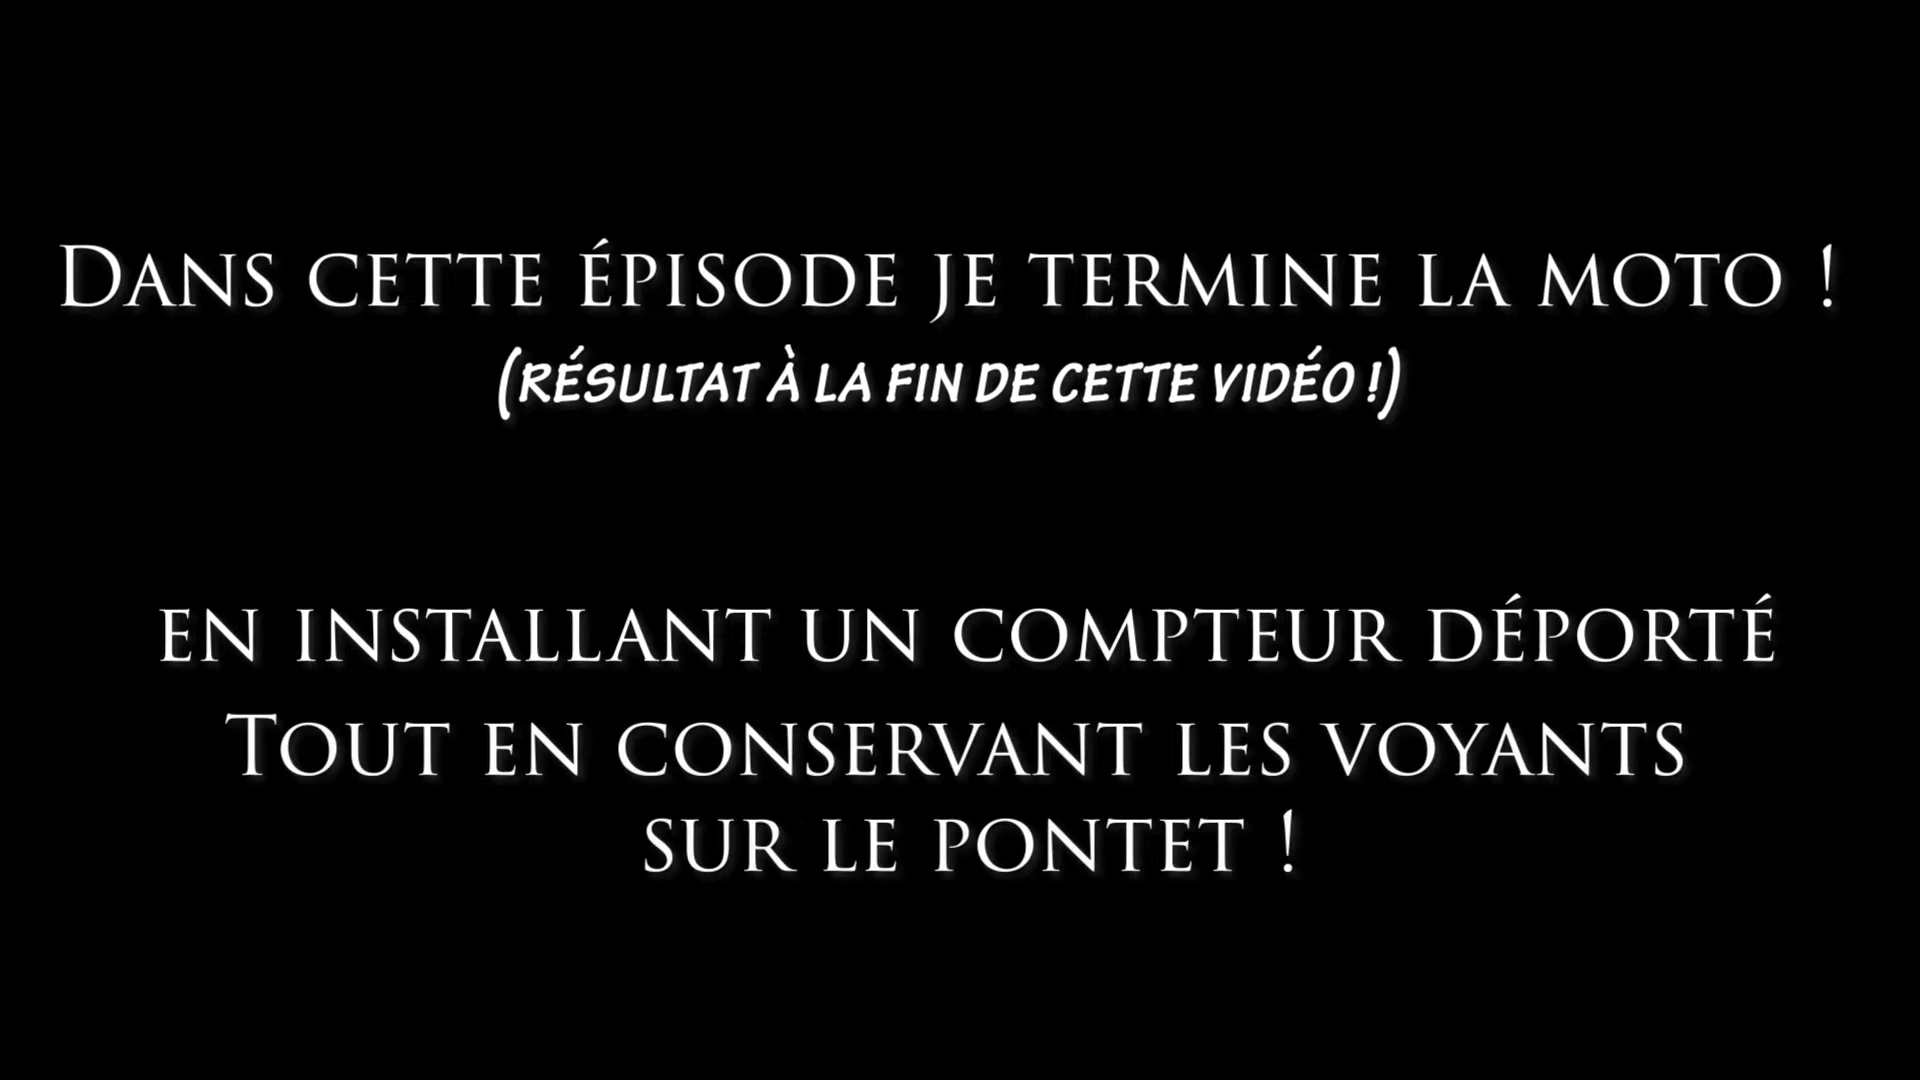 Dans cette épisode je termine la moto !
(RÉSULTAT À LA FIN DE CETTE VIDÉO !)
en installant un compteur déporté
Tout en conservant les voyants
sur le pontet !